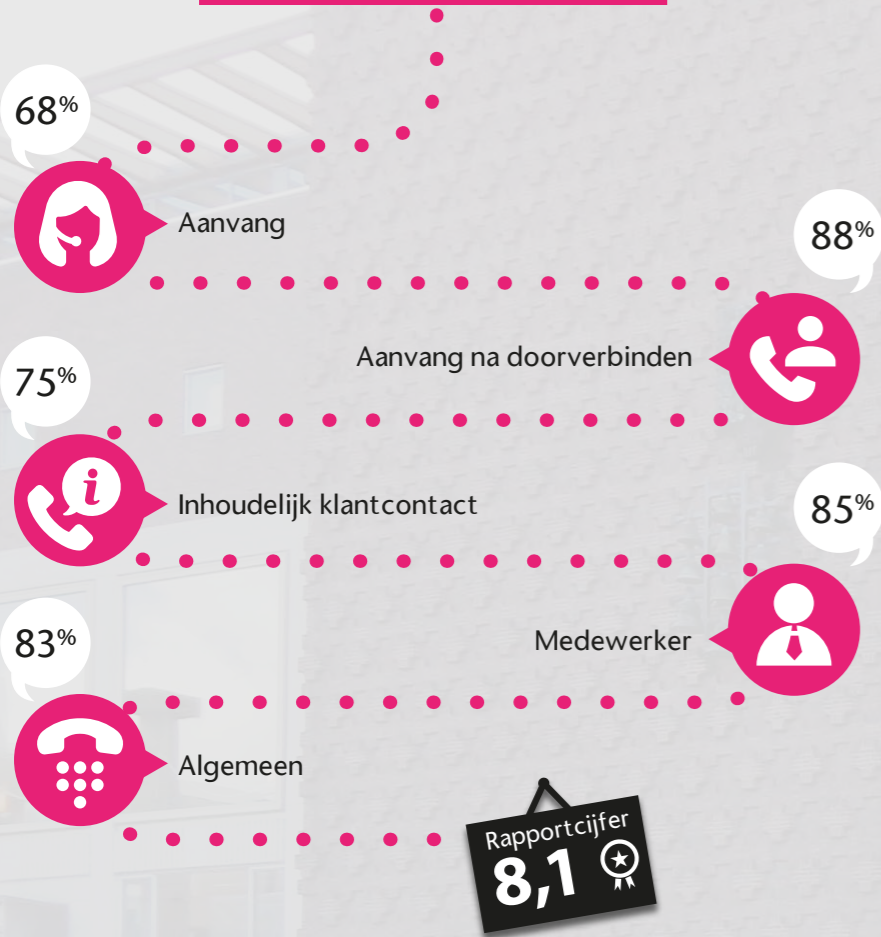 68%
Aanvang
88%
Aanvang na doorverbinden
75%
i
Inhoudelijk klantcontact
85%
Medewerker
83%
Algemeen
Rapportcijfer
8,1